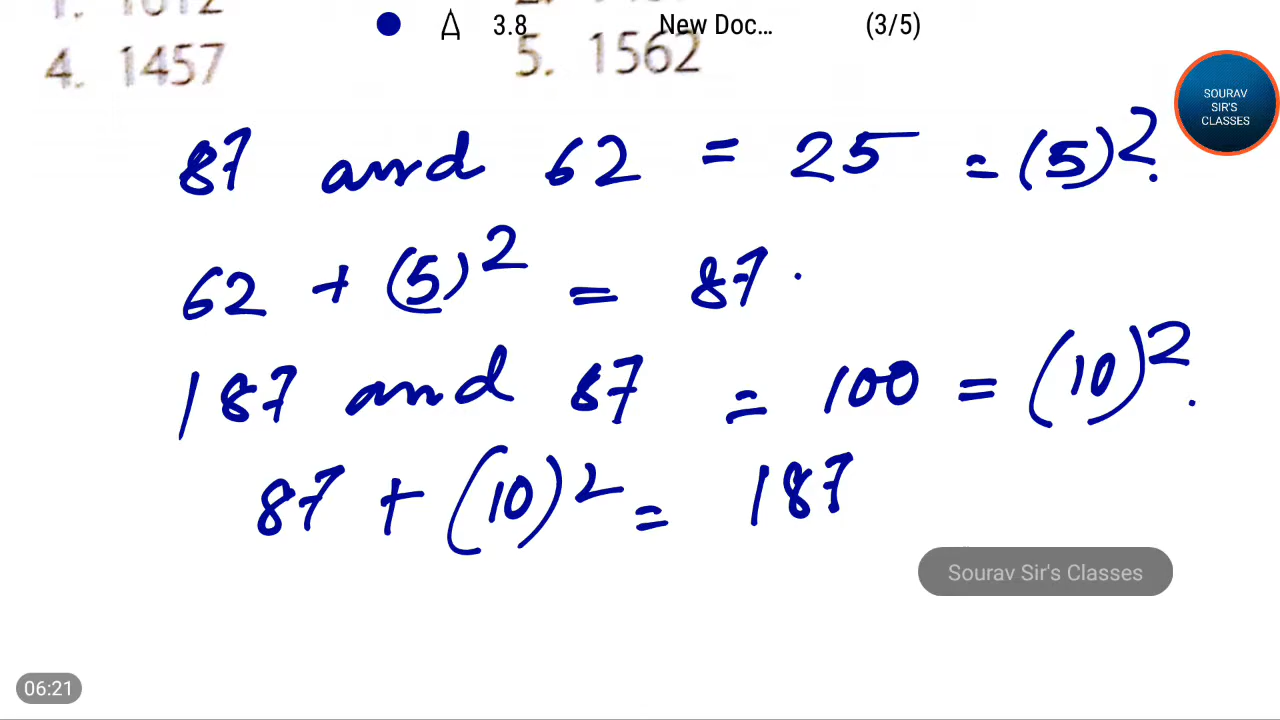 Δ 3.8 New Doc... (3/5)
4. 1457 5. 1562
SOURAV
SIR'S
CLASSES
87 and 62 = 25 = (5)².
62 + (5)² = 87 .
187 and 87 = 100 = (10)².
87 + (10)² = 187
Sourav Sir's Classes
06:21